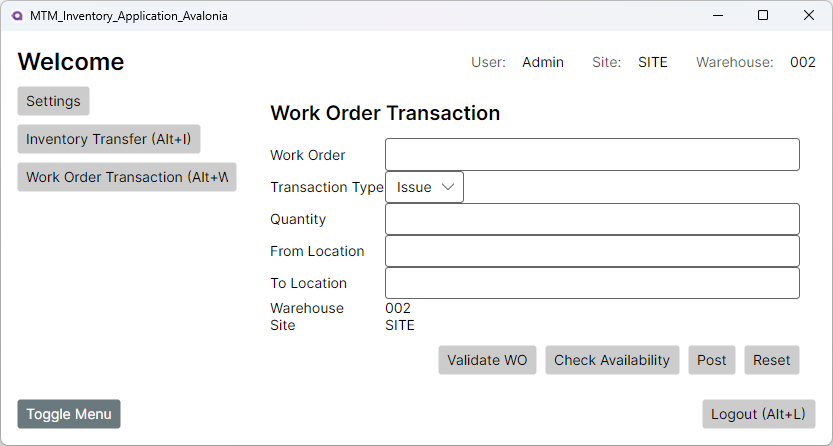 MTM_Inventory_Application_Avalonia
Welcome
User: Admin Site: SITE Warehouse: 002
Settings
Inventory Transfer (Alt+I)
Work Order Transaction (Alt+W
Work Order Transaction
Work Order
Transaction Type Issue
Quantity
From Location
To Location
Warehouse 002
Site SITE
Validate WO Check Availability Post Reset
Toggle Menu Logout (Alt+L)